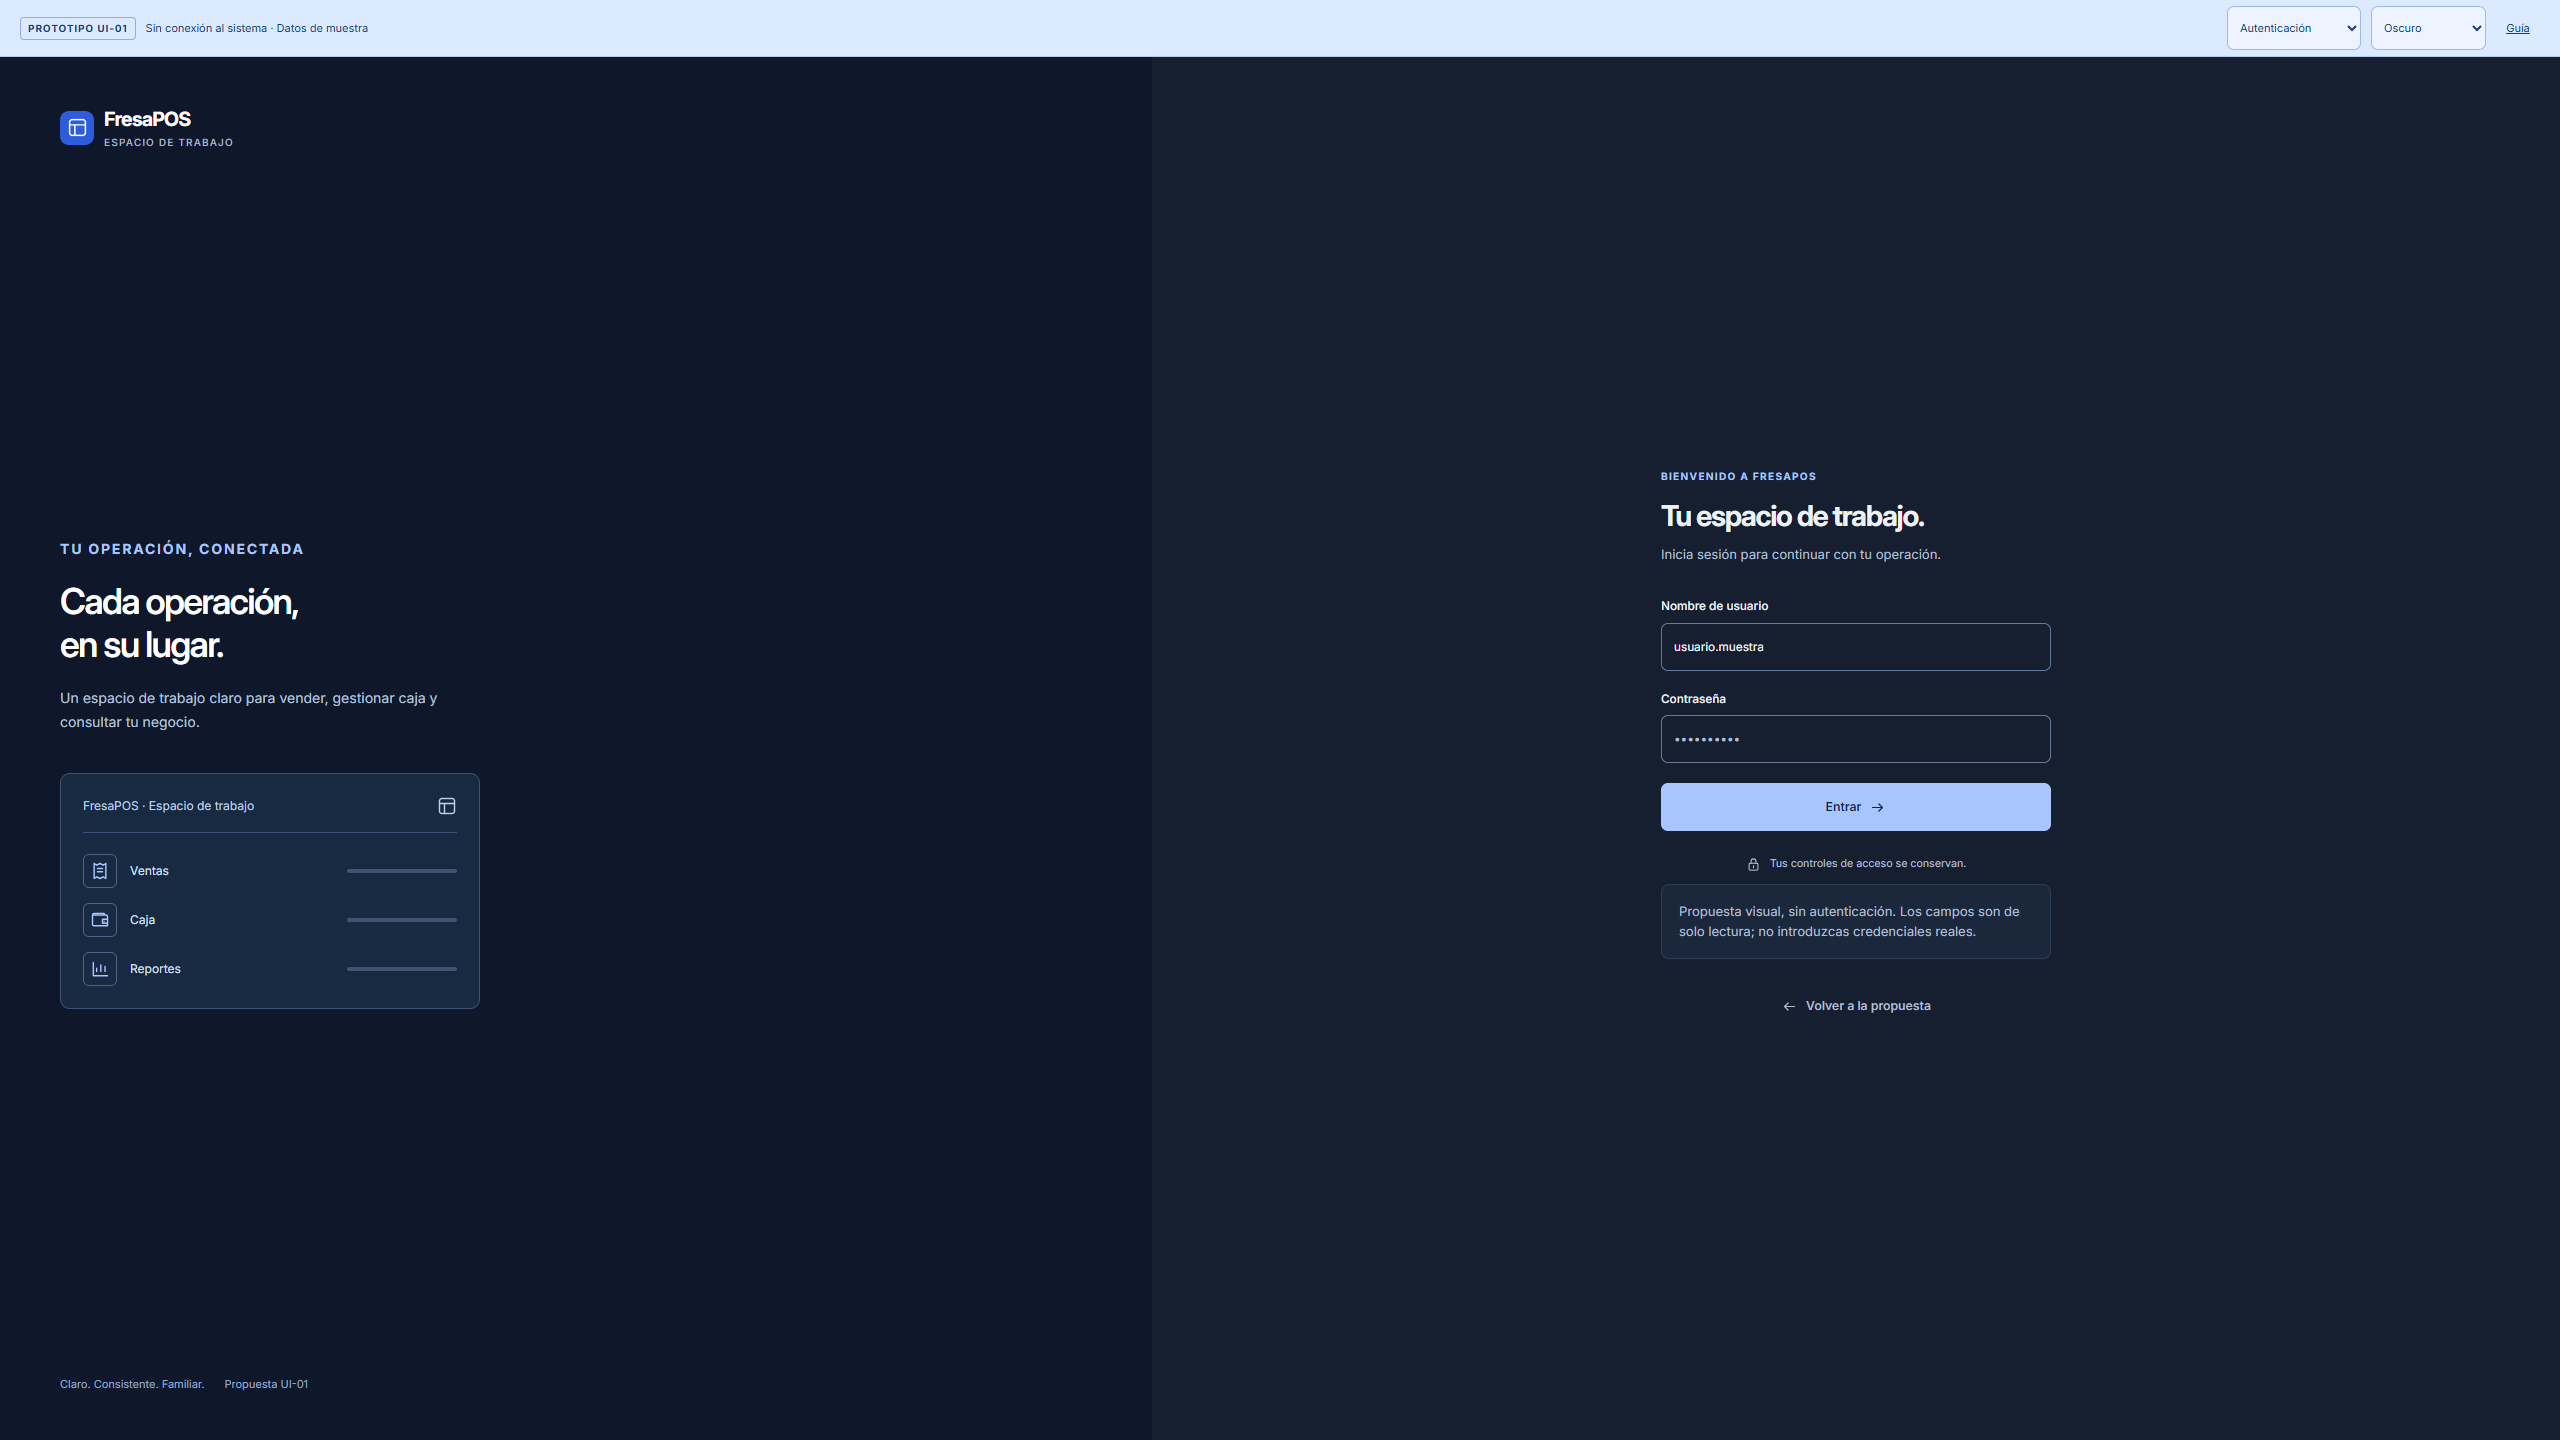 PROTOTIPO UI-01
Sin conexión al sistema · Datos de muestra
Autenticación
Oscuro
Guía
FresaPOS
ESPACIO DE TRABAJO
TU OPERACIÓN, CONECTADA
Cada operación,
en su lugar.
Un espacio de trabajo claro para vender, gestionar caja y
consultar tu negocio.
FresaPOS · Espacio de trabajo
Ventas
Caja
Reportes
Claro. Consistente. Familiar.
Propuesta UI-01
BIENVENIDO A FRESAPOS
Tu espacio de trabajo.
Inicia sesión para continuar con tu operación.
Nombre de usuario
usuario.muestra
Contraseña
••••••••••
Entrar
Tus controles de acceso se conservan.
Propuesta visual, sin autenticación. Los campos son de
solo lectura; no introduzcas credenciales reales.
Volver a la propuesta